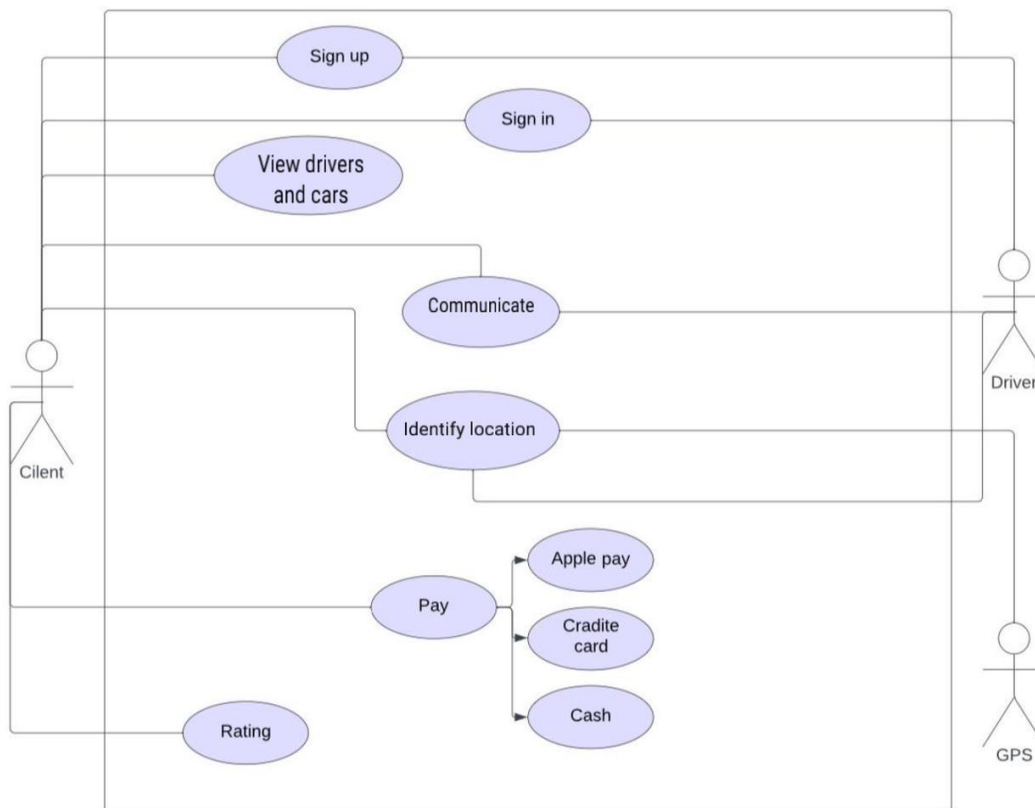 Sign up
Sign in
View drivers
and cars
Communicate
Driver
Identify location
Cilent
Apple pay
Pay
Cradite
card
Cash
Rating
GPS